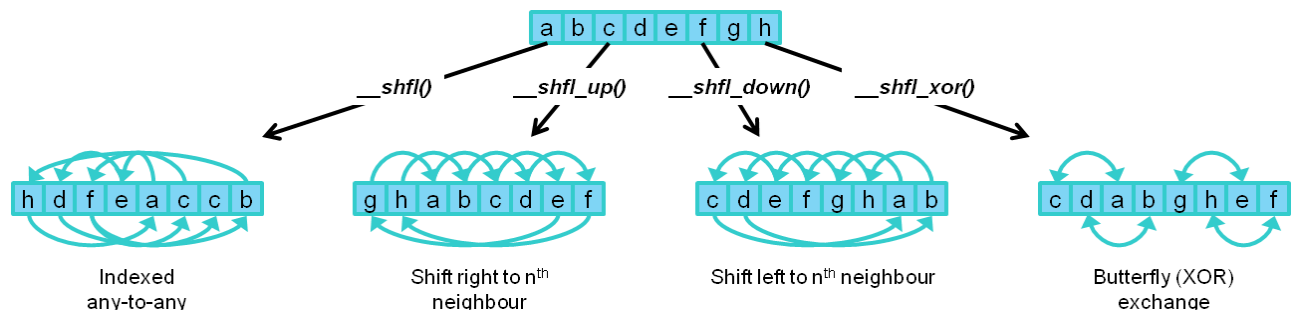 a b c d e f g h
__shfl() __shfl_up() __shfl_down() __shfl_xor()
h d f e a c c b
g h a b c d e f
c d e f g h a b
c d a b g h e f
Indexed
any-to-any
Shift right to nth
neighbour
Shift left to nth neighbour
Butterfly (XOR)
exchange